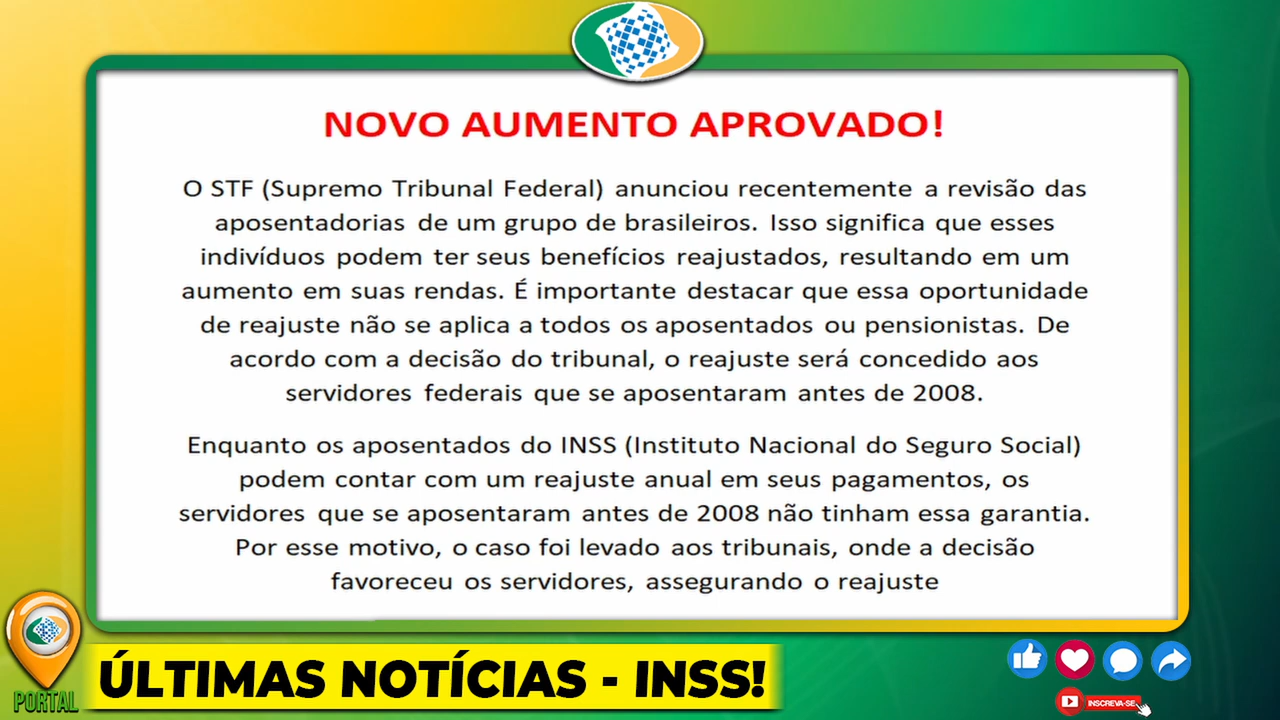 NOVO AUMENTO APROVADO!
O STF (Supremo Tribunal Federal) anunciou recentemente a revisão das
aposentadorias de um grupo de brasileiros. Isso significa que esses
indivíduos podem ter seus benefícios reajustados, resultando em um
aumento em suas rendas. É importante destacar que essa oportunidade
de reajuste não se aplica a todos os aposentados ou pensionistas. De
acordo com a decisão do tribunal, o reajuste será concedido aos
servidores federais que se aposentaram antes de 2008.
Enquanto os aposentados do INSS (Instituto Nacional do Seguro Social)
podem contar com um reajuste anual em seus pagamentos, os
servidores que se aposentaram antes de 2008 não tinham essa garantia.
Por esse motivo, o caso foi levado aos tribunais, onde a decisão
favoreceu os servidores, assegurando o reajuste
PORTAL
ÚLTIMAS NOTÍCIAS - INSS!
INSCREVA-SE